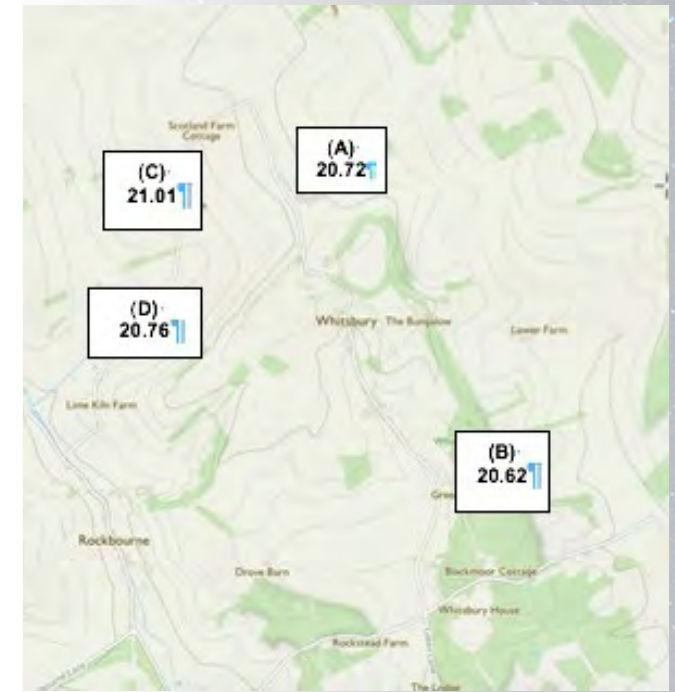 Scotland Farm
Cottage
(A)
20.72¶
(C)
21.01¶
(D)
20.76¶
Whitsbury
The Bungalow
Lower Farm
Lime Kiln Farm
(B)
20.62¶
Rockbourne
Drove Barn
Blackmoor Cottage
Whitsbury House
Rockstead Farm
The Lodge